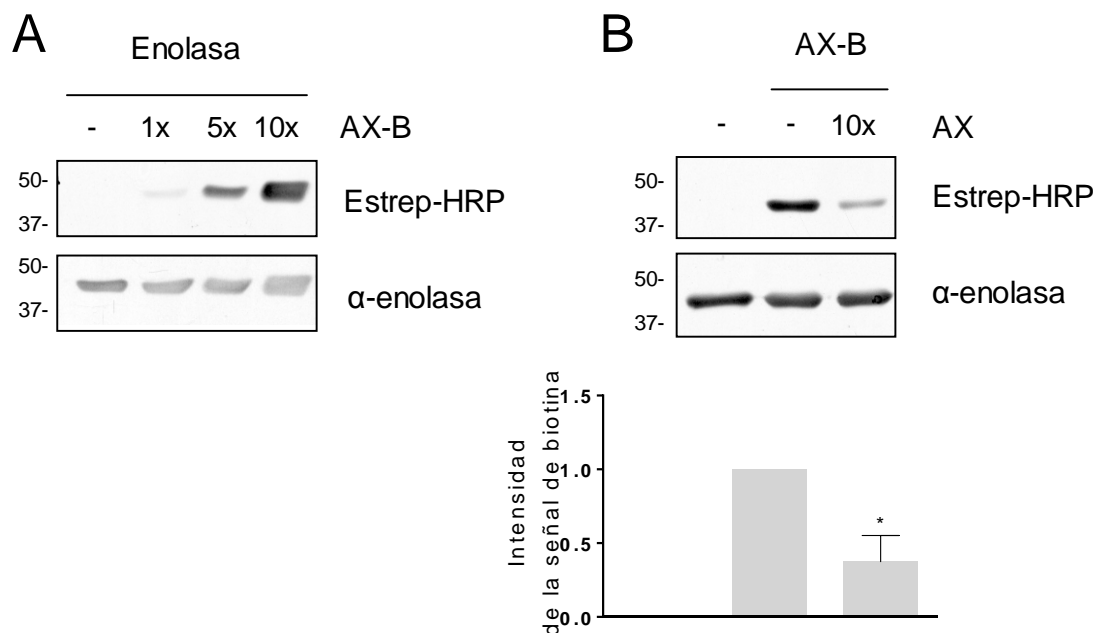 A
Enolasa
- 1x 5x 10x AX-B
50-
37-
Estrep-HRP
50-
37-
α-enolasa
B
AX-B
- - 10x AX
50-
37-
Estrep-HRP
50-
37-
α-enolasa
Intensidad
de la señal de biotina
1.5
1.0
0.5
0.0
*